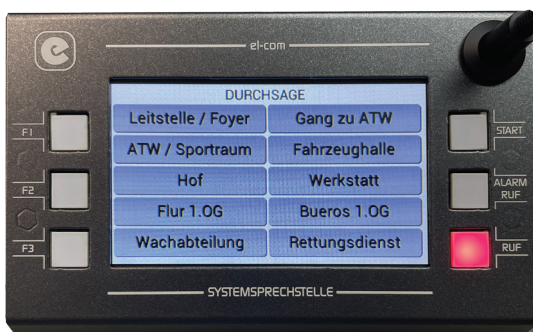 e
el-com
DURCHSAGE
Leitstelle / Foyer
Gang zu ATW
ATW / Sportraum
Fahrzeughalle
Hof
Werkstatt
Flur 1.OG
Bueros 1.OG
Wachabteilung
Rettungsdienst
F1
F2
F3
START
ALARM
RUF
RUF
SYSTEMSPRECHSTELLE